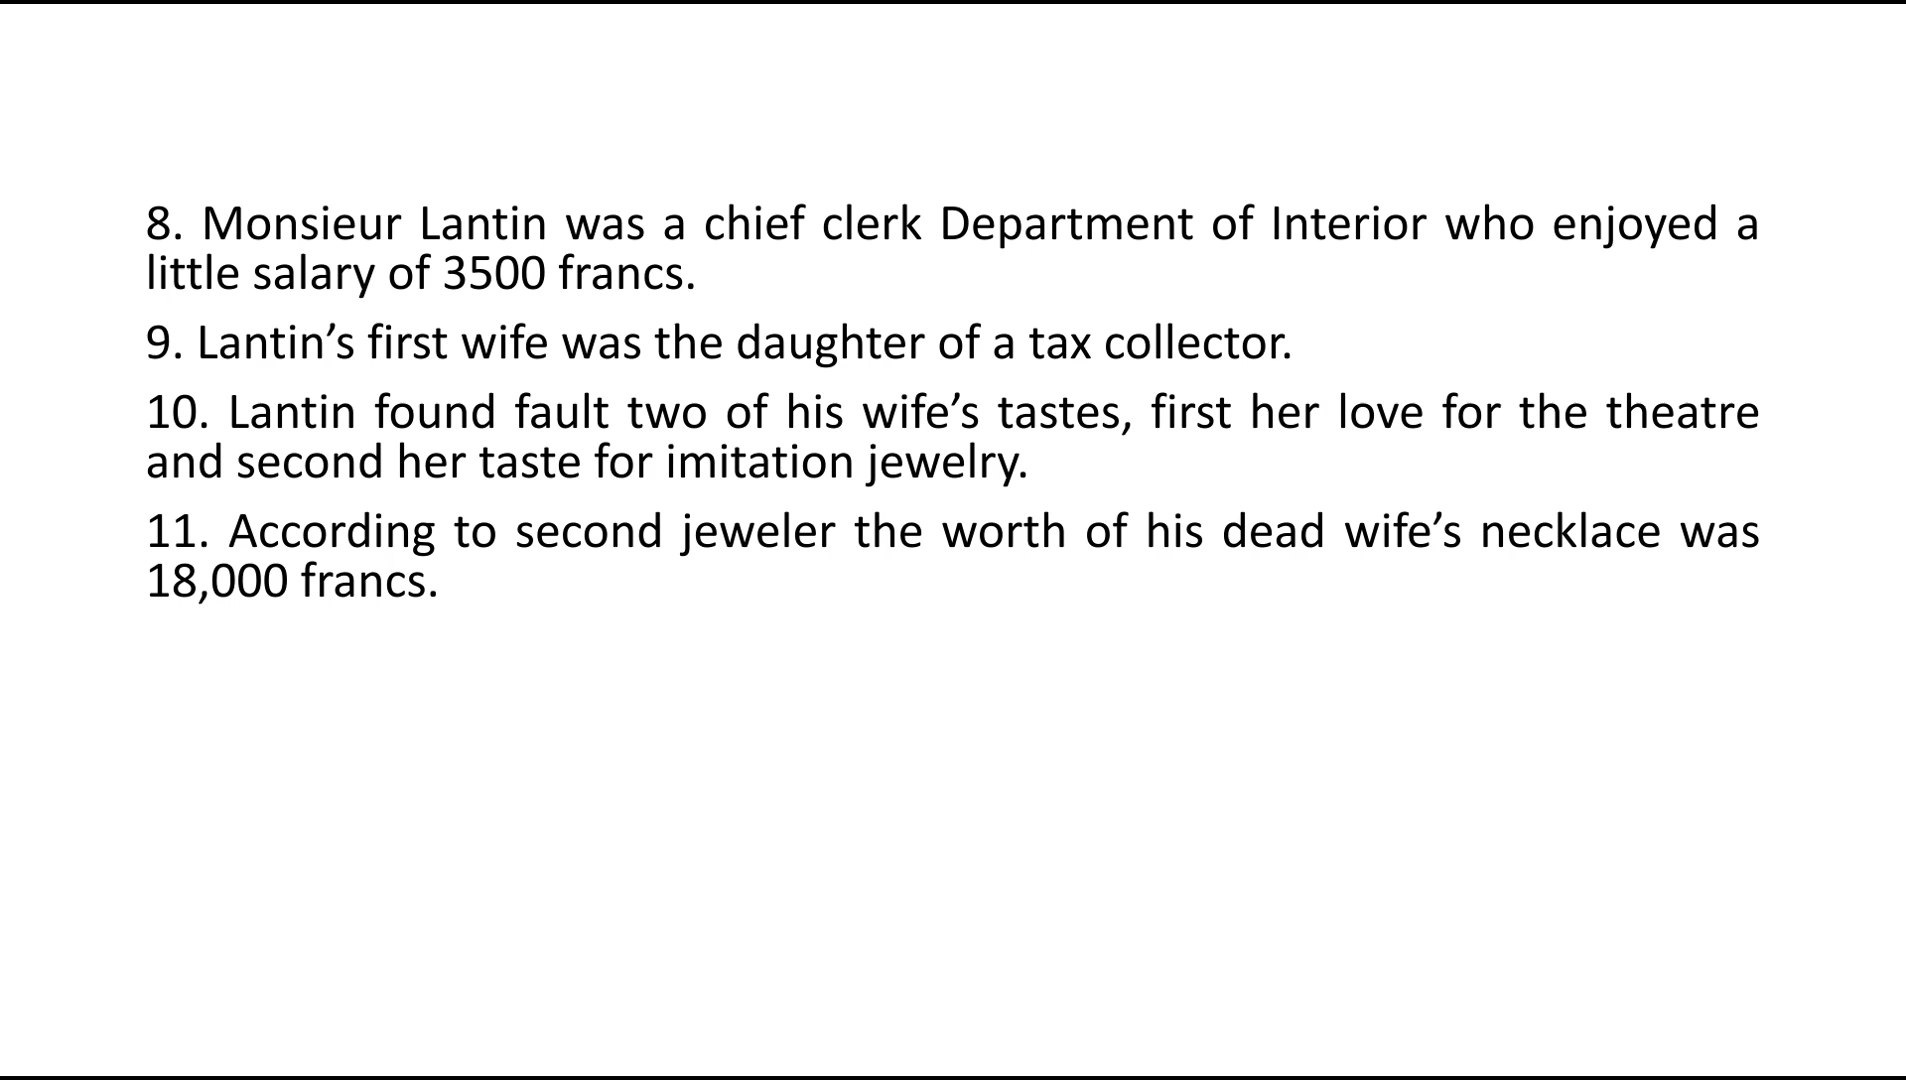 8. Monsieur Lantin was a chief clerk Department of Interior who enjoyed a
little salary of 3500 francs.
9. Lantin’s first wife was the daughter of a tax collector.
10. Lantin found fault two of his wife’s tastes, first her love for the theatre
and second her taste for imitation jewelry.
11. According to second jeweler the worth of his dead wife’s necklace was
18,000 francs.